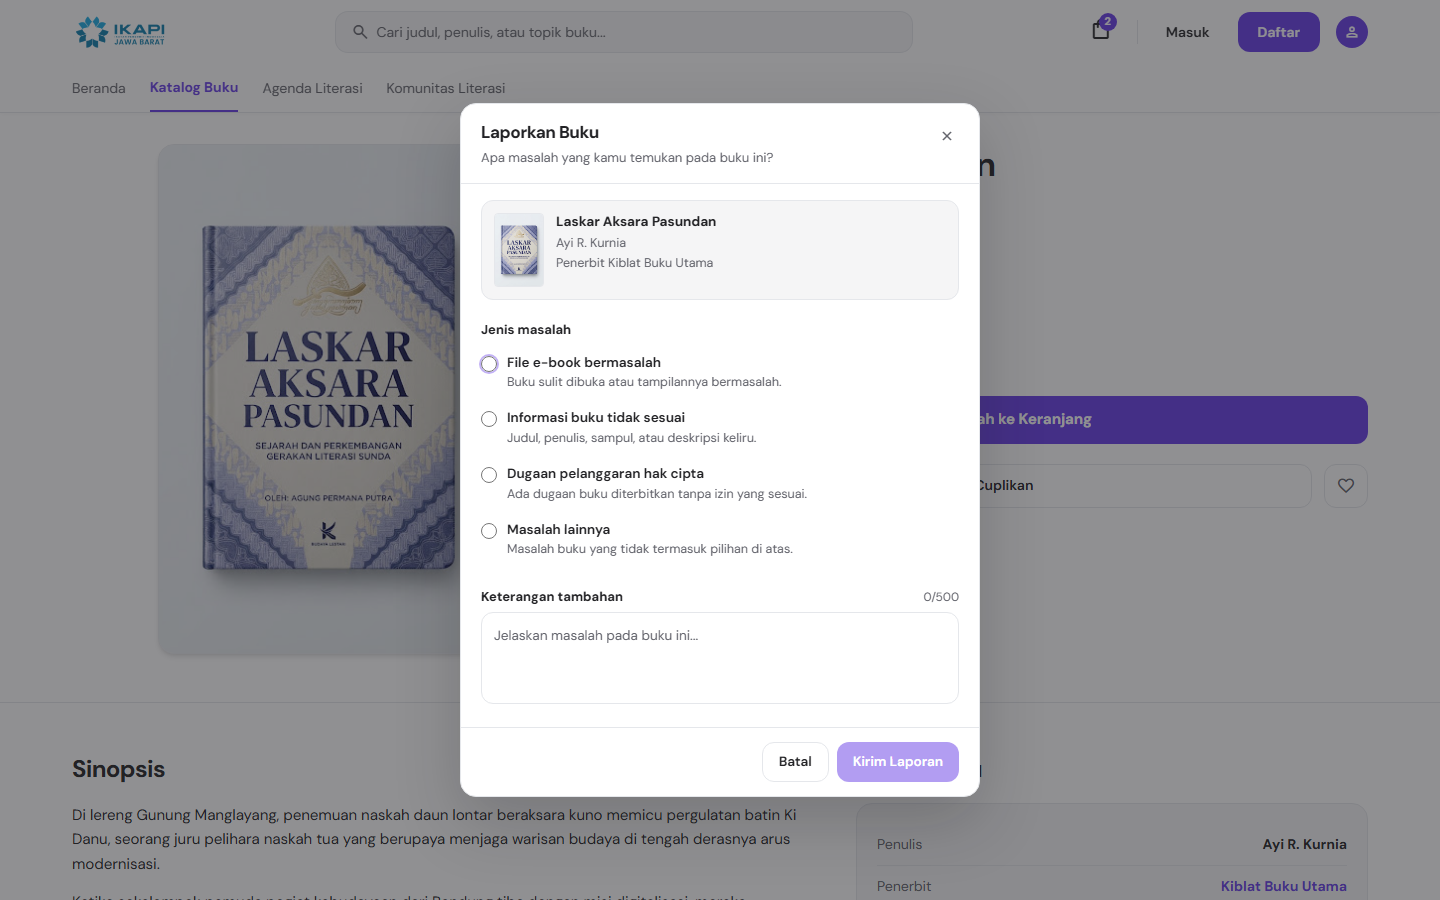 IKAPI
JAWA BARAT
Cari judul, penulis, atau topik buku...
2
Masuk
Daftar
Beranda
Katalog Buku
Agenda Literasi
Komunitas Literasi
LASKAR
AKSARA
PASUNDAN
SEJARAH DAN PERKEMBANGAN
GERAKAN LITERASI SUNDA
OLEH: AGUNG PERMANA PUTRA
n
ah ke Keranjang
Cuplikan
Laporkan Buku
Apa masalah yang kamu temukan pada buku ini?
LASKAR
AKSARA
PASUNDAN
Laskar Aksara Pasundan
Ayi R. Kurnia
Penerbit Kiblat Buku Utama
Jenis masalah
File e-book bermasalah
Buku sulit dibuka atau tampilannya bermasalah.
Informasi buku tidak sesuai
Judul, penulis, sampul, atau deskripsi keliru.
Dugaan pelanggaran hak cipta
Ada dugaan buku diterbitkan tanpa izin yang sesuai.
Masalah lainnya
Masalah buku yang tidak termasuk pilihan di atas.
Keterangan tambahan
0/500
Jelaskan masalah pada buku ini...
Batal
Kirim Laporan
Sinopsis
Di lereng Gunung Manglayang, penemuan naskah daun lontar beraksara kuno memicu pergulatan batin Ki
Danu, seorang juru pelihara naskah tua yang berupaya menjaga warisan budaya di tengah derasnya arus
modernisasi.
Penulis
Ayi R. Kurnia
Penerbit
Kiblat Buku Utama